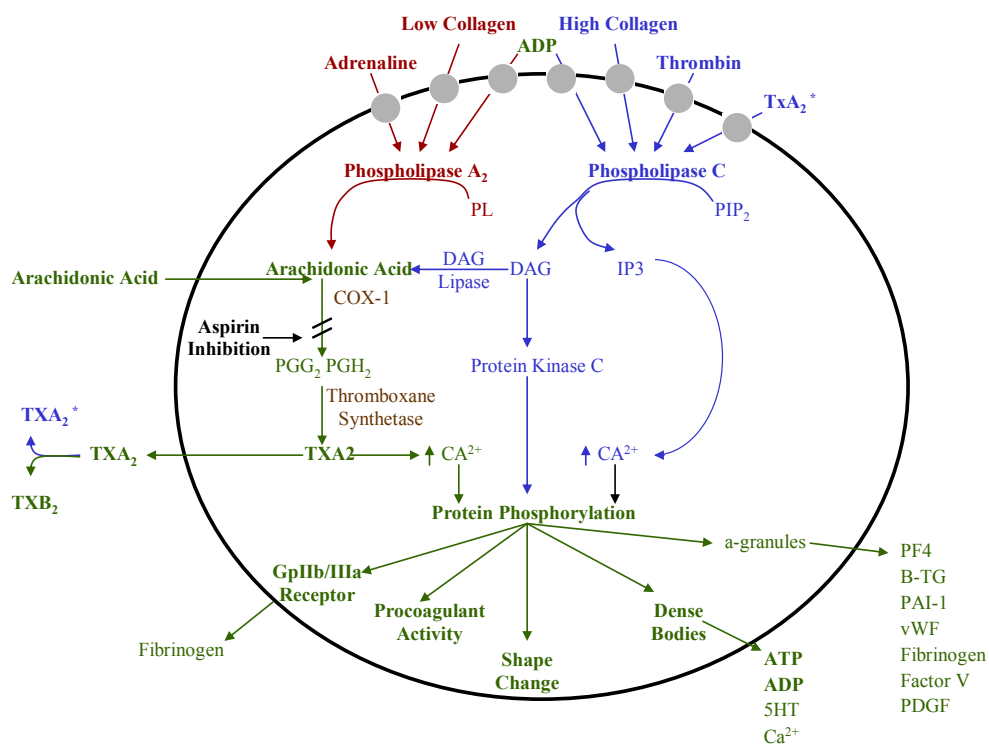 Low Collagen
High Collagen
ADP
Adrenaline
Thrombin
TxA₂ *
Phospholipase A₂
Phospholipase C
PL
PIP₂
Arachidonic Acid
Arachidonic Acid
DAG
Lipase
DAG
IP3
COX-1
Aspirin
Inhibition
PGG₂ PGH₂
Protein Kinase C
Thromboxane
Synthetase
TXA₂ *
TXA₂
TXA2
CA²⁺
CA²⁺
TXB₂
Protein Phosphorylation
a-granules
GpIIb/IIIa
Receptor
Procoagulant
Activity
Dense
Bodies
Shape
Change
Fibrinogen
PF4
B-TG
PAI-1
vWF
Fibrinogen
Factor V
PDGF
ATP
ADP
5HT
Ca²⁺